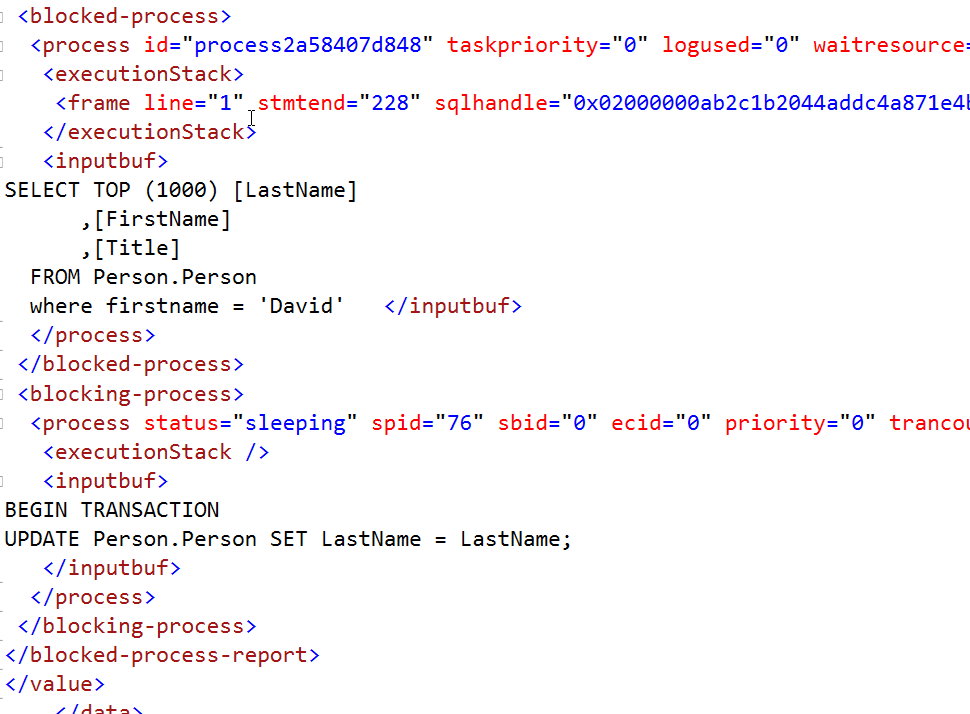 <blocked-process>
<process id="process2a58407d848" taskpriority="0" logused="0" waitresource=
<executionStack>
<frame line="1" stmtend="228" sqlhandle="0x02000000ab2c1b2044addc4a871e4b
</executionStack>
<inputbuf>
SELECT TOP (1000) [LastName]
,[FirstName]
,[Title]
FROM Person.Person
where firstname = 'David'   </inputbuf>
</process>
</blocked-process>
<blocking-process>
<process status="sleeping" spid="76" sbid="0" ecid="0" priority="0" trancou
<executionStack />
<inputbuf>
BEGIN TRANSACTION
UPDATE Person.Person SET LastName = LastName;
</inputbuf>
</process>
</blocking-process>
</blocked-process-report>
</value>
</data>